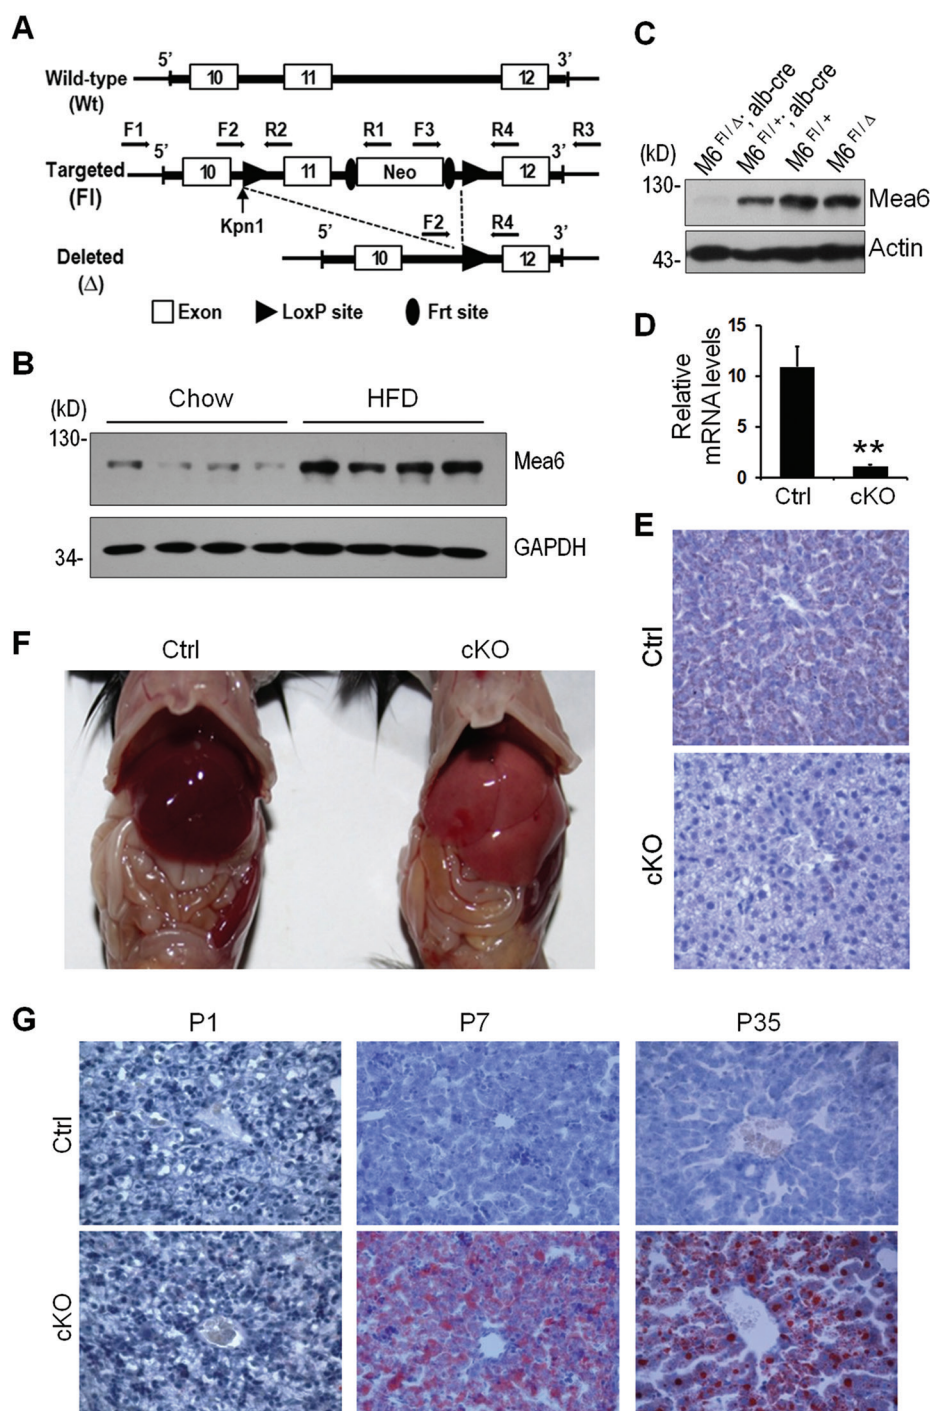 A
5’ 3’
Wild-type 10 11 12
(Wt)
F1 F2 R2 R1 F3 R4 R3
5’ 3’
Targeted 10 11 Neo 12
(Fl)
Kpn1
F2 R4
5’ 3’
Deleted 10 12
(Δ)
Exon LoxP site Frt site
B
Chow HFD
(kD)
130-
Mea6
GAPDH
34-
C
M6 Fl / Δ; alb-cre
M6 Fl / +; alb-cre
M6 Fl / +
M6 Fl / Δ
(kD)
130-
Mea6
Actin
43-
D
Relative
mRNA levels
15
10
5
0
**
Ctrl cKO
E
Ctrl
cKO
F
Ctrl cKO
G
P1 P7 P35
Ctrl
cKO